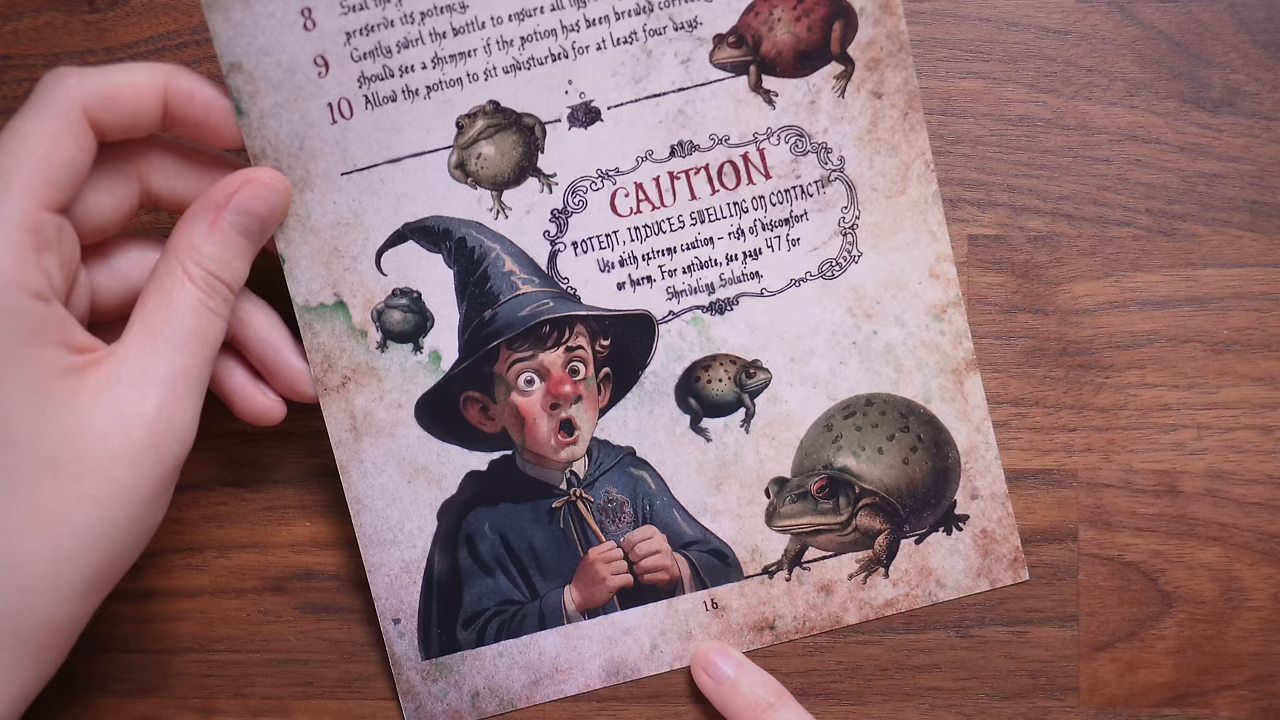 8 Seal the
preserve its potency.
9 Gently swirl the bottle to ensure all
should see a shimmer if the potion has been brewed
10 Allow the potion to sit undisturbed for at least four days.
CAUTION
POTENT, INDUCES SWELLING ON CONTACT!
Use with extreme caution – risk of discomfort
or harm. For antidote, see page 47 for
Shriveling Solution.